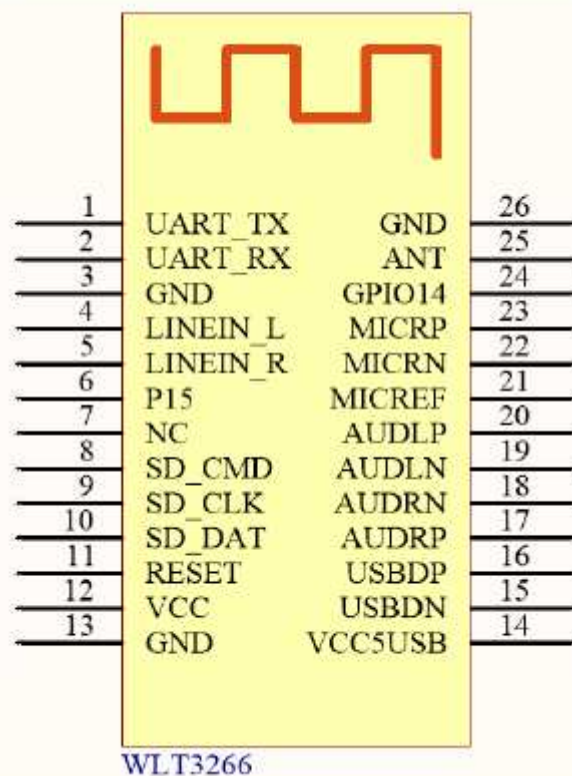 1 UART_TX GND 26
2 UART_RX ANT 25
3 GND GPIO14 24
4 LINEIN_L MICRP 23
5 LINEIN_R MICRN 22
6 P15 MICREF 21
7 NC AUDLP 20
8 SD_CMD AUDLN 19
9 SD_CLK AUDRN 18
10 SD_DAT AUDRP 17
11 RESET USBDP 16
12 VCC USBDN 15
13 GND VCC5USB 14
WLT3266